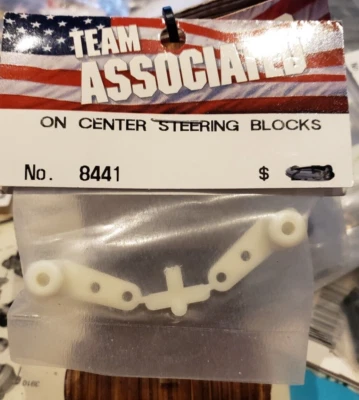 TEAM
ASSOCIATED
ON CENTER STEERING BLOCKS
No. 8441 $